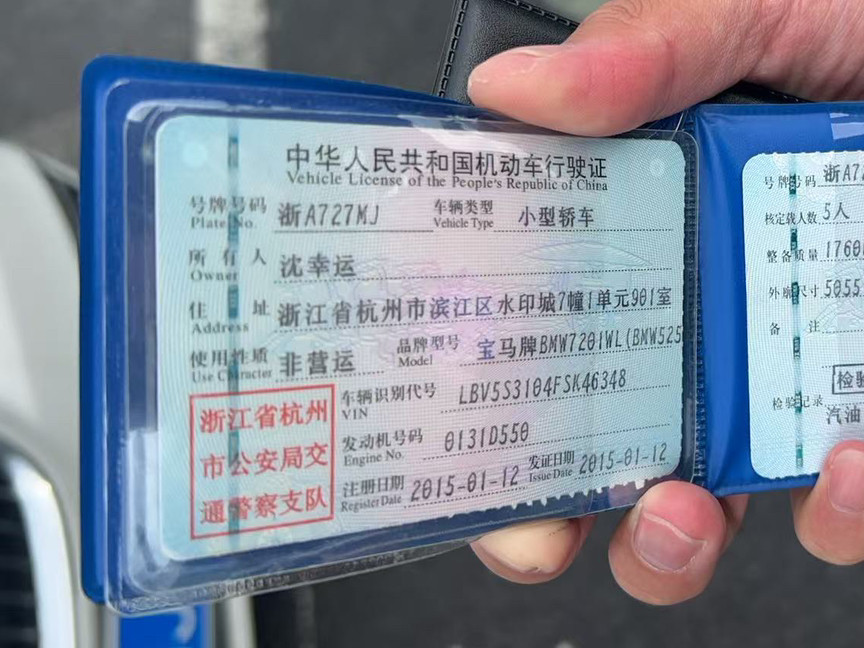 中华人民共和国机动车行驶证
Vehicle License of the People's Republic of China
号牌号码 浙A727MJ 车辆类型 小型轿车
Plate No. Vehicle Type
所有人 沈幸运
Owner
住址 浙江省杭州市滨江区水印城7幢1单元901室
Address
使用性质 非营运 品牌型号 宝马牌BMW7201WL(BMW525
Use Character Model
浙江省杭州
市公安局交
通警察支队
车辆识别代号 LBV5S3104FSK46348
VIN
发动机号码 0131D550
Engine No.
注册日期 2015-01-12 发证日期 2015-01-12
Register Date Issue Date
号牌号码 浙A7
核定载人数 5人
整备质量 1760
外廓尺寸 5055
备注
检验
检验记录
汽油